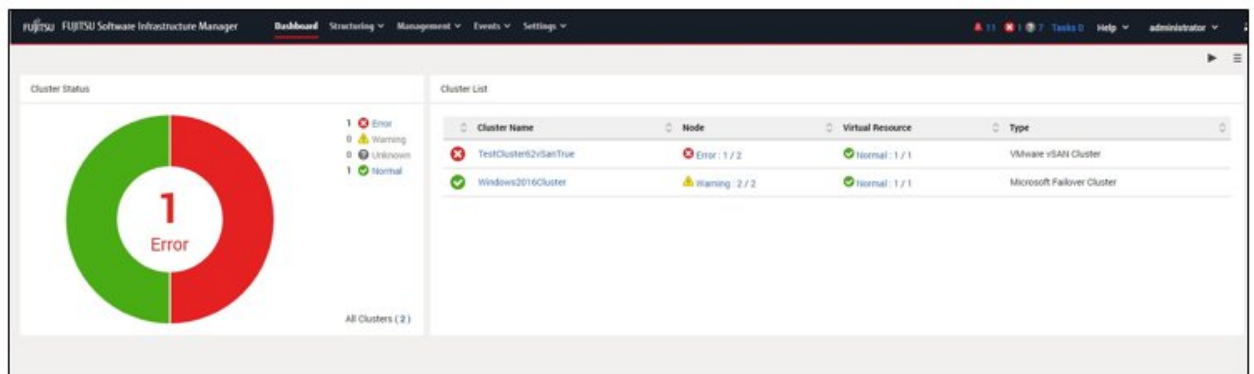 FUJITSU FUJITSU Software Infrastructure Manager Dashboard Structuring Management Events Settings 11 1 7 Tasks 0 Help administrator
Cluster Status
1 Error
0 Warning
0 Unknown
1 Normal
1
Error
All Clusters ( 2 )
Cluster List
Cluster Name Node Virtual Resource Type
TestCluster62vSanTrue Error : 1 / 2 Normal : 1 / 1 VMware vSAN Cluster
Windows2016Cluster Warning : 2 / 2 Normal : 1 / 1 Microsoft Failover Cluster